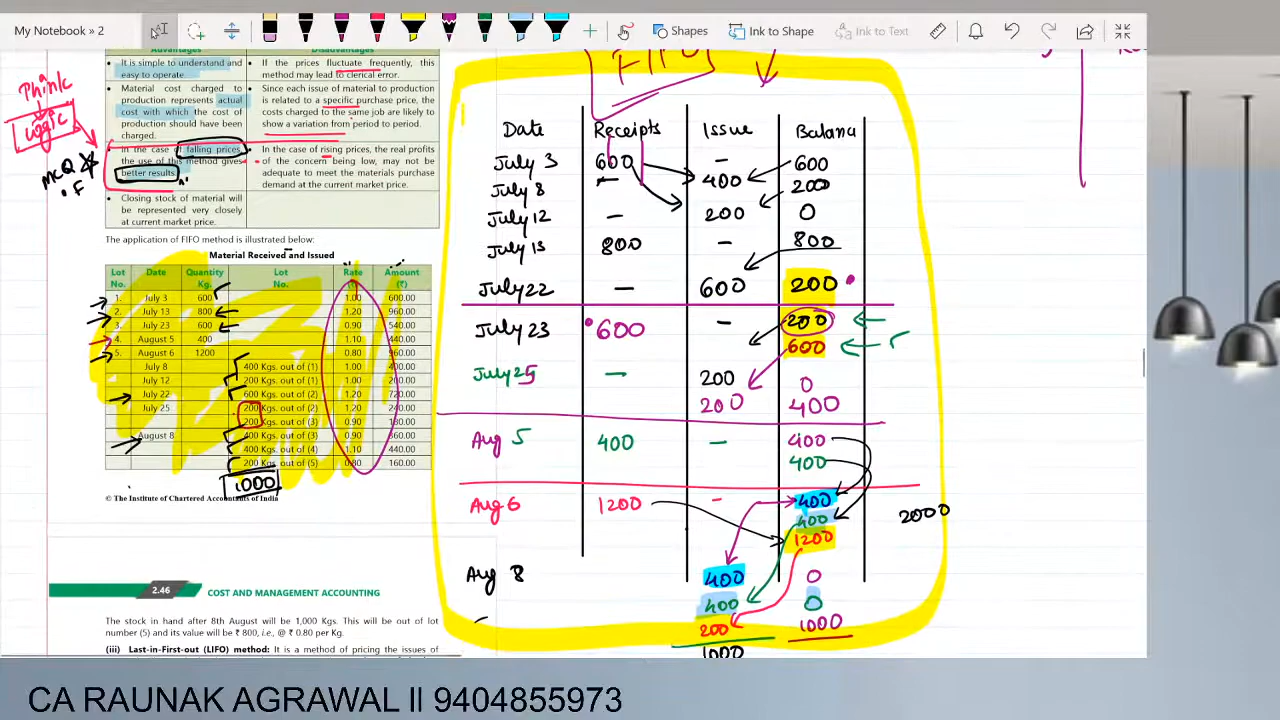 My Notebook » 2
Shapes
Ink to Shape
Ink to Text
Advantages Disadvantages
• It is simple to understand and easy to operate.
• If the prices fluctuate frequently, this method may lead to clerical error.
• Material cost charged to production represents actual cost with which the cost of production should have been charged.
• Since each issue of material to production is related to a specific purchase price, the costs charged to the same job are likely to show a variation from period to period.
• In the case of falling prices, the use of this method gives better results.
• In the case of rising prices, the real profits of the concern being low, may not be adequate to meet the materials purchase demand at the current market price.
• Closing stock of material will be represented very closely at current market price.
Think
Logic
MCQ
T.F
The application of FIFO method is illustrated below:
Material Received and Issued
Lot No. Date Quantity Kg. Lot No. Rate Amount (₹)
1. July 3 600 1.00 600.00
2. July 13 800 1.20 960.00
3. July 23 600 0.90 540.00
4. August 5 400 1.10 440.00
5. August 6 1200 0.80 960.00
July 8 400 Kgs. out of (1) 1.00 400.00
July 12 200 Kgs. out of (1) 1.00 200.00
July 22 600 Kgs. out of (2) 1.20 720.00
July 25 200 Kgs. out of (2) 1.20 240.00
200 Kgs. out of (3) 0.90 180.00
August 8 400 Kgs. out of (3) 0.90 360.00
400 Kgs. out of (4) 1.10 440.00
200 Kgs. out of (5) 0.80 160.00
1000
© The Institute of Chartered Accountants of India
2.46 COST AND MANAGEMENT ACCOUNTING
The stock in hand after 8th August will be 1,000 Kgs. This will be out of lot
number (5) and its value will be ₹ 800, i.e., @ ₹ 0.80 per Kg.
(iii) Last-in-First-out (LIFO) method: It is a method of pricing the issues of
FIFO
Date Receipts Issue Balance
July 3 600 – 600
July 8 – 400 200
July 12 – 200 0
July 13 800 – 800
July 22 – 600 200
July 23 600 – 200
600
July 25 – 200 0
200 400
Aug 5 400 – 400
400
Aug 6 1200 – 400
400
1200
2000
Aug 8 400 0
400 0
200 1000
1000
CA RAUNAK AGRAWAL II 9404855973